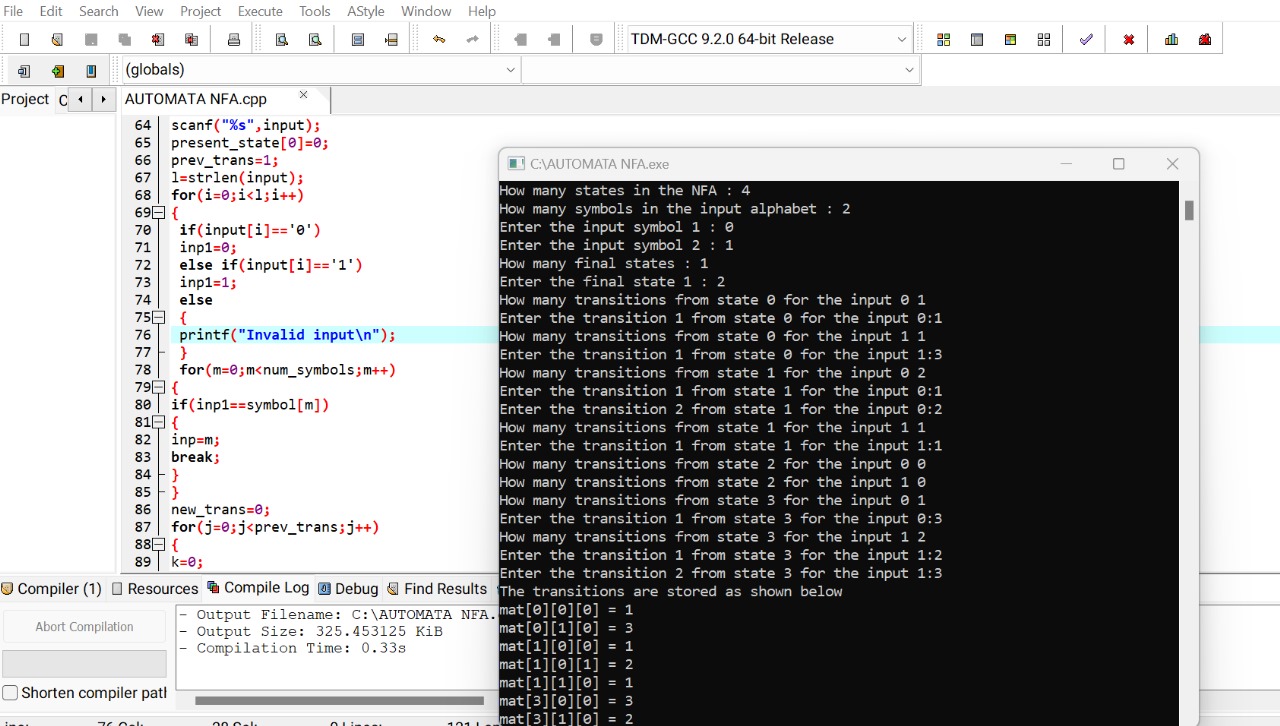 File Edit Search View Project Execute Tools AStyle Window Help
TDM-GCC 9.2.0 64-bit Release
(globals)
Project C AUTOMATA NFA.cpp
64 scanf("%s",input);
65 present_state[0]=0;
66 prev_trans=1;
67 l=strlen(input);
68 for(i=0;i<l;i++)
69 {
70 if(input[i]=='0')
71 inp1=0;
72 else if(input[i]=='1')
73 inp1=1;
74 else
75 {
76 printf("Invalid input\n");
77 }
78 for(m=0;m<num_symbols;m++)
79 {
80 if(inp1==symbol[m])
81 {
82 inp=m;
83 break;
84 }
85 }
86 new_trans=0;
87 for(j=0;j<prev_trans;j++)
88 {
89 k=0;
C:\AUTOMATA NFA.exe
How many states in the NFA : 4
How many symbols in the input alphabet : 2
Enter the input symbol 1 : 0
Enter the input symbol 2 : 1
How many final states : 1
Enter the final state 1 : 2
How many transitions from state 0 for the input 0 1
Enter the transition 1 from state 0 for the input 0:1
How many transitions from state 0 for the input 1 1
Enter the transition 1 from state 0 for the input 1:3
How many transitions from state 1 for the input 0 2
Enter the transition 1 from state 1 for the input 0:1
Enter the transition 2 from state 1 for the input 0:2
How many transitions from state 1 for the input 1 1
Enter the transition 1 from state 1 for the input 1:1
How many transitions from state 2 for the input 0 0
How many transitions from state 2 for the input 1 0
How many transitions from state 3 for the input 0 1
Enter the transition 1 from state 3 for the input 0:3
How many transitions from state 3 for the input 1 2
Enter the transition 1 from state 3 for the input 1:2
Enter the transition 2 from state 3 for the input 1:3
The transitions are stored as shown below
mat[0][0][0] = 1
mat[0][1][0] = 3
mat[1][0][0] = 1
mat[1][0][1] = 2
mat[1][1][0] = 1
mat[3][0][0] = 3
mat[3][1][0] = 2
Compiler (1) Resources Compile Log Debug Find Results
Abort Compilation
Shorten compiler path
- Output Filename: C:\AUTOMATA NFA.
- Output Size: 325.453125 KiB
- Compilation Time: 0.33s